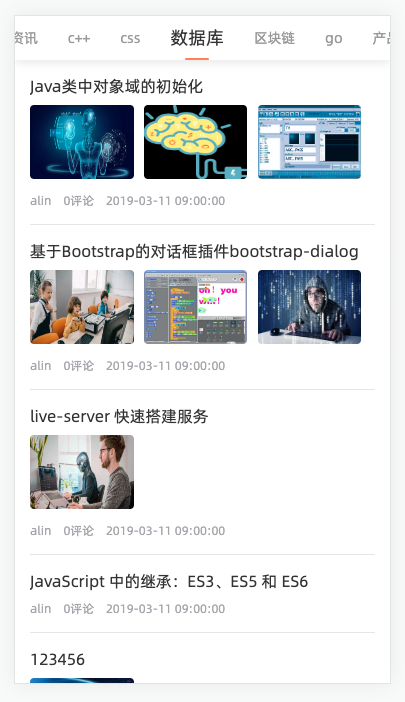 资讯 c++ css 数据库 区块链 go 产
Java类中对象域的初始化
alin 0评论 2019-03-11 09:00:00
基于Bootstrap的对话框插件bootstrap-dialog
oh! you
alin 0评论 2019-03-11 09:00:00
live-server 快速搭建服务
alin 0评论 2019-03-11 09:00:00
JavaScript 中的继承：ES3、ES5 和 ES6
alin 0评论 2019-03-11 09:00:00
123456